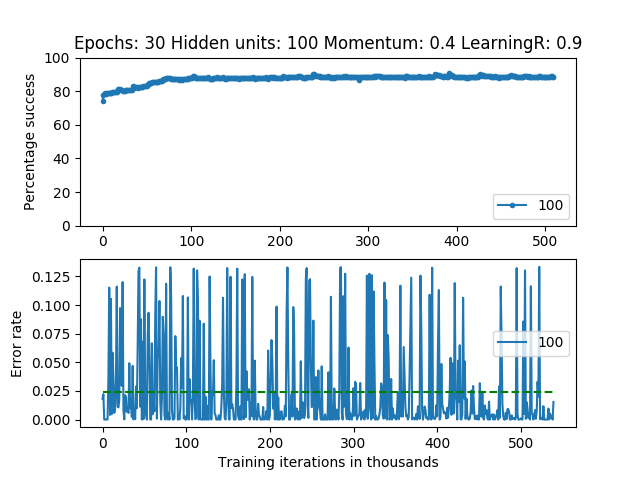 Epochs: 30 Hidden units: 100 Momentum: 0.4 LearningR: 0.9
Percentage success
100
80
60
40
20
0
0 100 200 300 400 500
100
Error rate
0.125
0.100
0.075
0.050
0.025
0.000
0 100 200 300 400 500
100
Training iterations in thousands